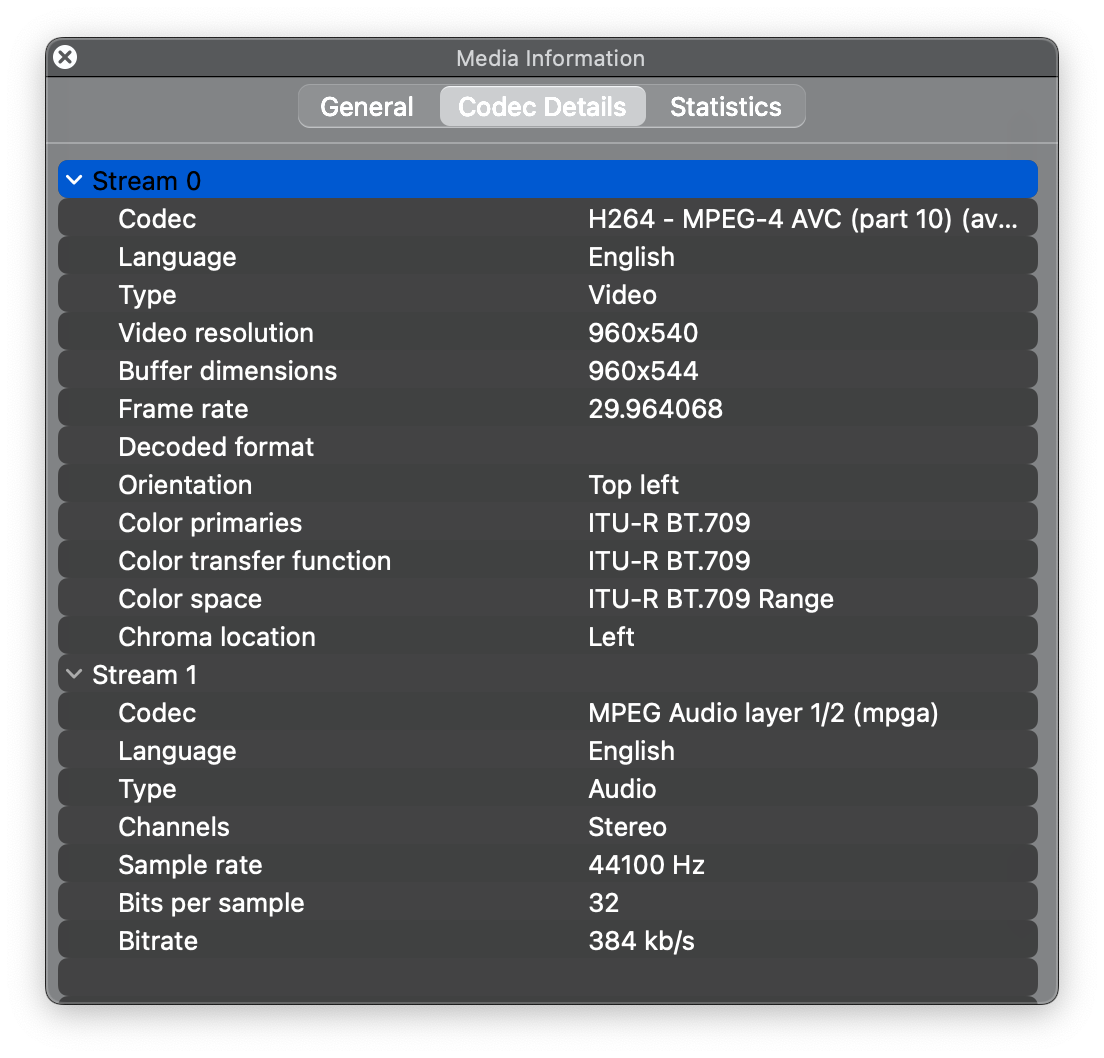 Media Information
General Codec Details Statistics
Stream 0
Codec H264 - MPEG-4 AVC (part 10) (av...
Language English
Type Video
Video resolution 960x540
Buffer dimensions 960x544
Frame rate 29.964068
Decoded format
Orientation Top left
Color primaries ITU-R BT.709
Color transfer function ITU-R BT.709
Color space ITU-R BT.709 Range
Chroma location Left
Stream 1
Codec MPEG Audio layer 1/2 (mpga)
Language English
Type Audio
Channels Stereo
Sample rate 44100 Hz
Bits per sample 32
Bitrate 384 kb/s